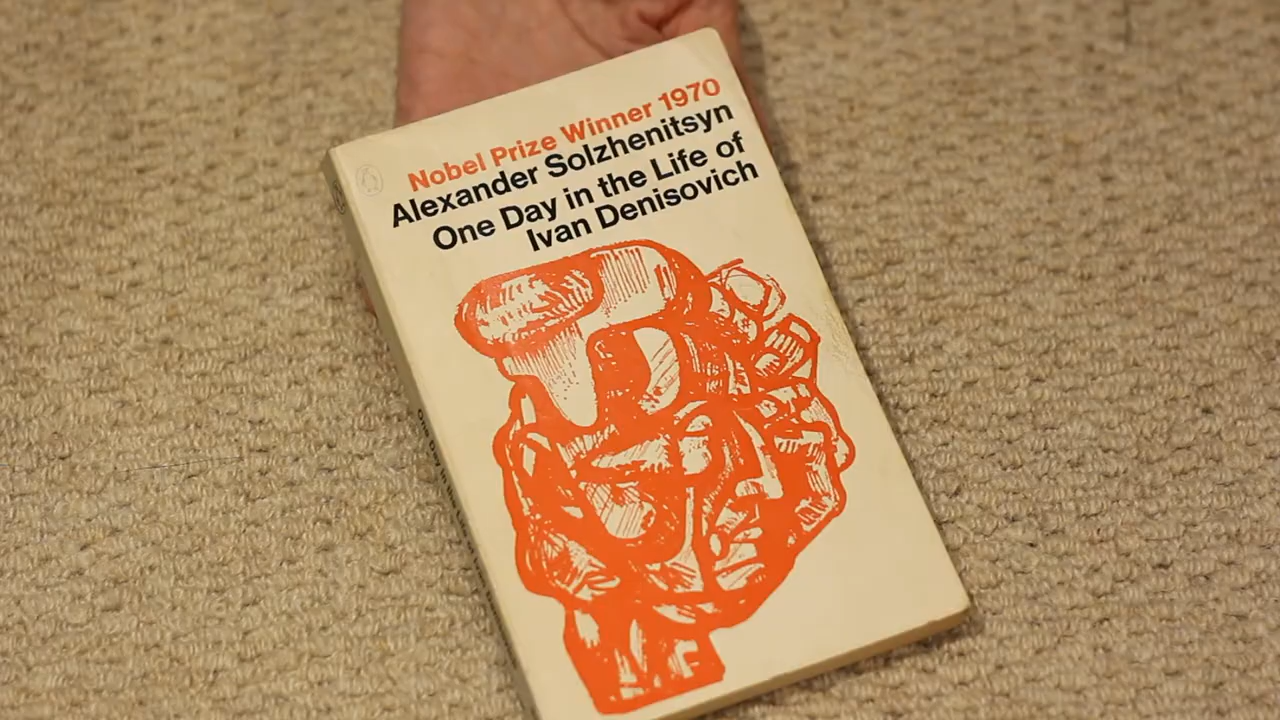 Nobel Prize Winner 1970
Alexander Solzhenitsyn
One Day in the Life of
Ivan Denisovich